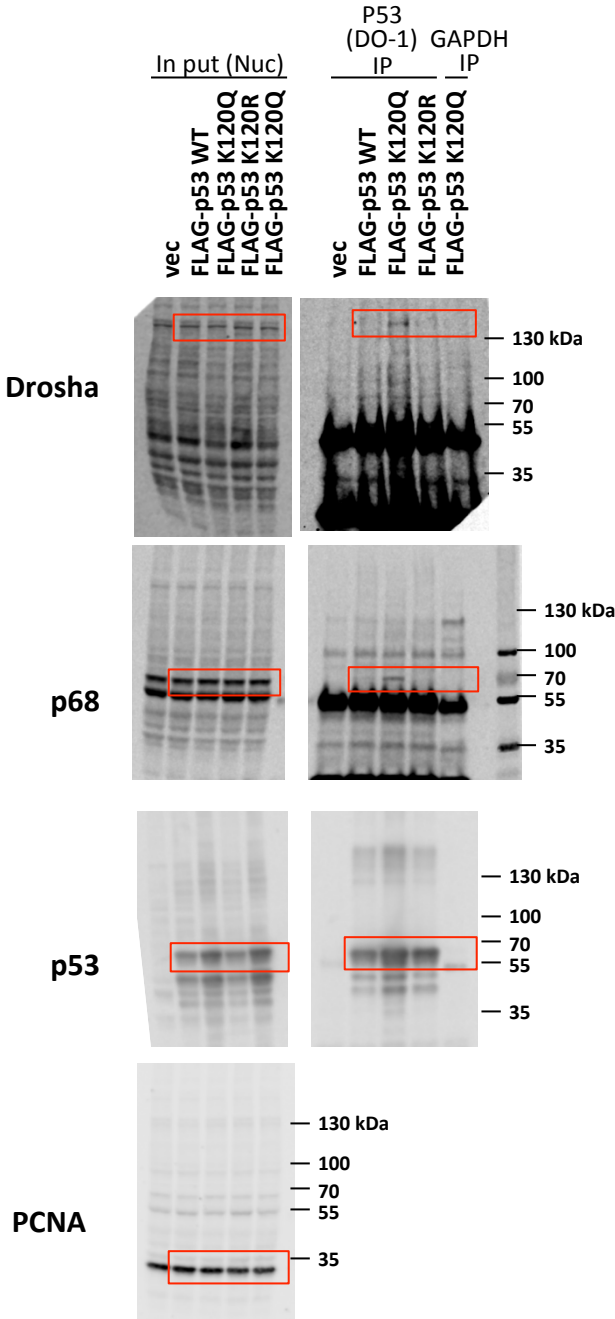 P53
(DO-1) GAPDH
In put (Nuc) IP IP
vec
FLAG-p53 WT
FLAG-p53 K120Q
FLAG-p53 K120R
FLAG-p53 K120Q
vec
FLAG-p53 WT
FLAG-p53 K120Q
FLAG-p53 K120R
FLAG-p53 K120Q
Drosha
130 kDa
100
70
55
35
p68
130 kDa
100
70
55
35
p53
130 kDa
100
70
55
35
PCNA
130 kDa
100
70
55
35